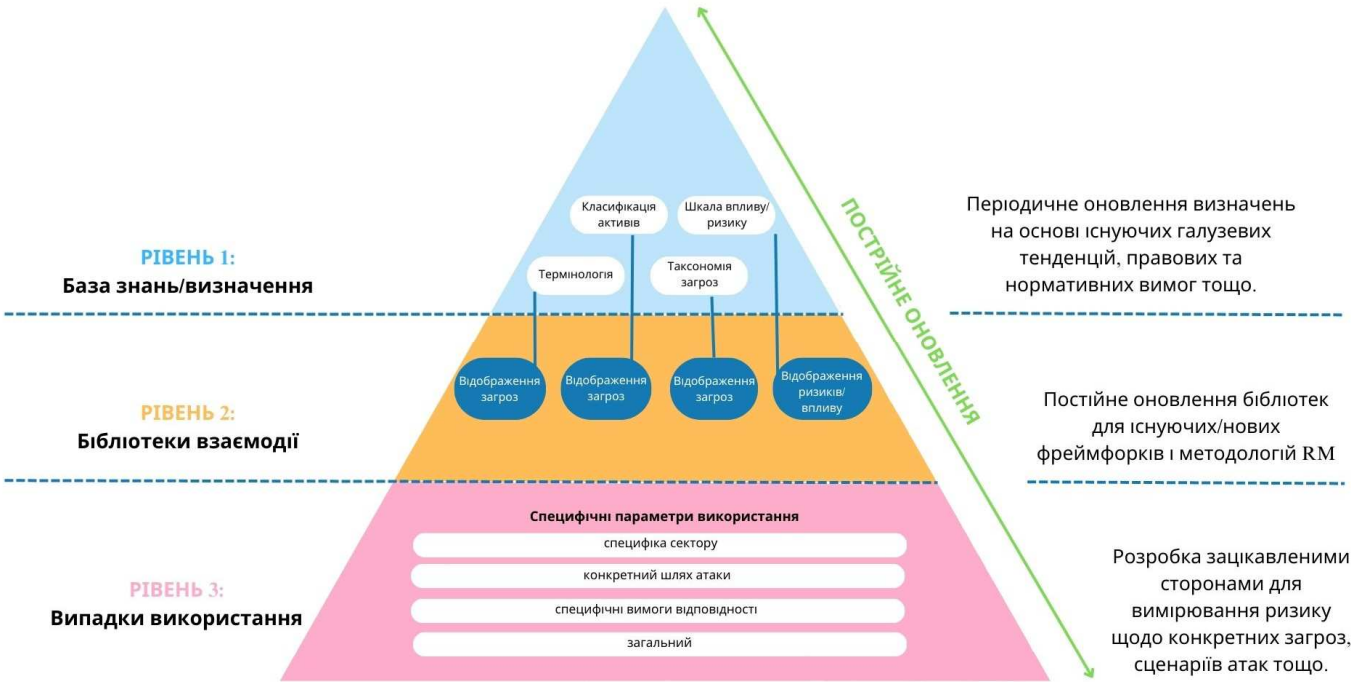 Класифікація
активів
Шкала впливу/
ризику
Термінологія
Таксономія
загроз
РІВЕНЬ 1:
База знань/визначення
ПОСТРІЙНЕ ОНОВЛЕННЯ
Періодичне оновлення визначень
на основі існуючих галузевих
тенденцій, правових та
нормативних вимог тощо.
Відображення
загроз
Відображення
загроз
Відображення
загроз
Відображення
ризиків/
впливу
РІВЕНЬ 2:
Бібліотеки взаємодії
Постійне оновлення бібліотек
для існуючих/нових
фреймфорків і методологій RM
Специфічні параметри використання
специфіка сектору
конкретний шлях атаки
специфічні вимоги відповідності
загальний
РІВЕНЬ 3:
Випадки використання
Розробка зацікавленими
сторонами для
вимірювання ризику
щодо конкретних загроз,
сценаріїв атак тощо.